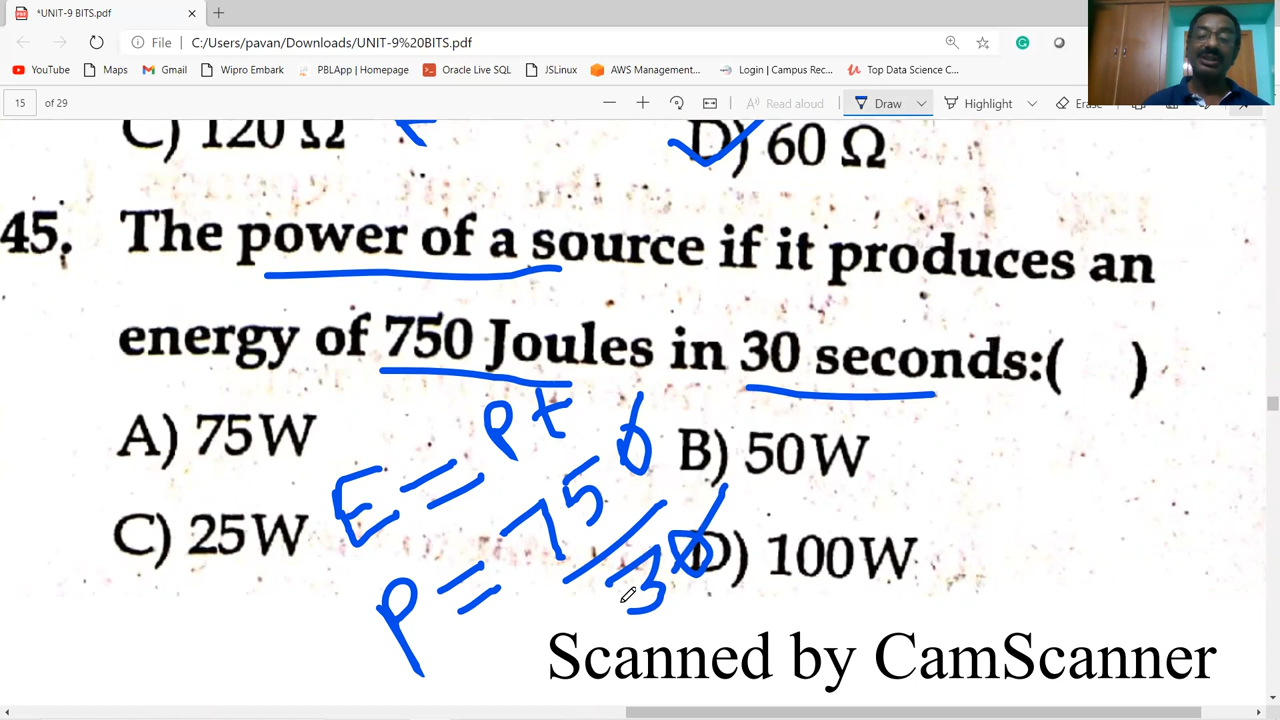 *UNIT-9 BITS.pdf
File C:/Users/pavan/Downloads/UNIT-9%20BITS.pdf
YouTube Maps Gmail Wipro Embark PBLApp | Homepage Oracle Live SQL JSLinux AWS Management... Login | Campus Rec... Top Data Science C...
15 of 29 Read aloud Draw Highlight Erase
C) 120 Ω D) 60 Ω
45. The power of a source if it produces an
energy of 750 Joules in 30 seconds:( )
A) 75W B) 50W
C) 25W D) 100W
E = Pt
P = 750/30
Scanned by CamScanner